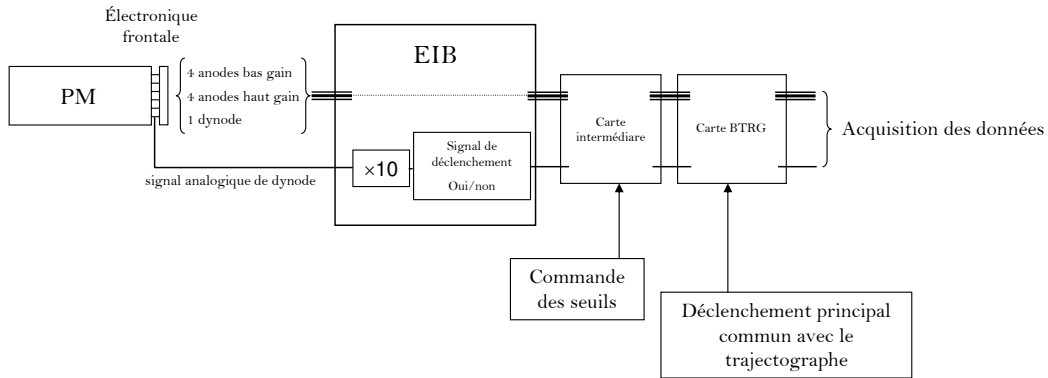 Électronique
frontale
PM
4 anodes bas gain
4 anodes haut gain
1 dynode
signal analogique de dynode
EIB
×10
Signal de
déclenchement
Oui/non
Carte
intermédiare
Carte BTRG
Acquisition des données
Commande
des seuils
Déclenchement principal
commun avec le
trajectographe